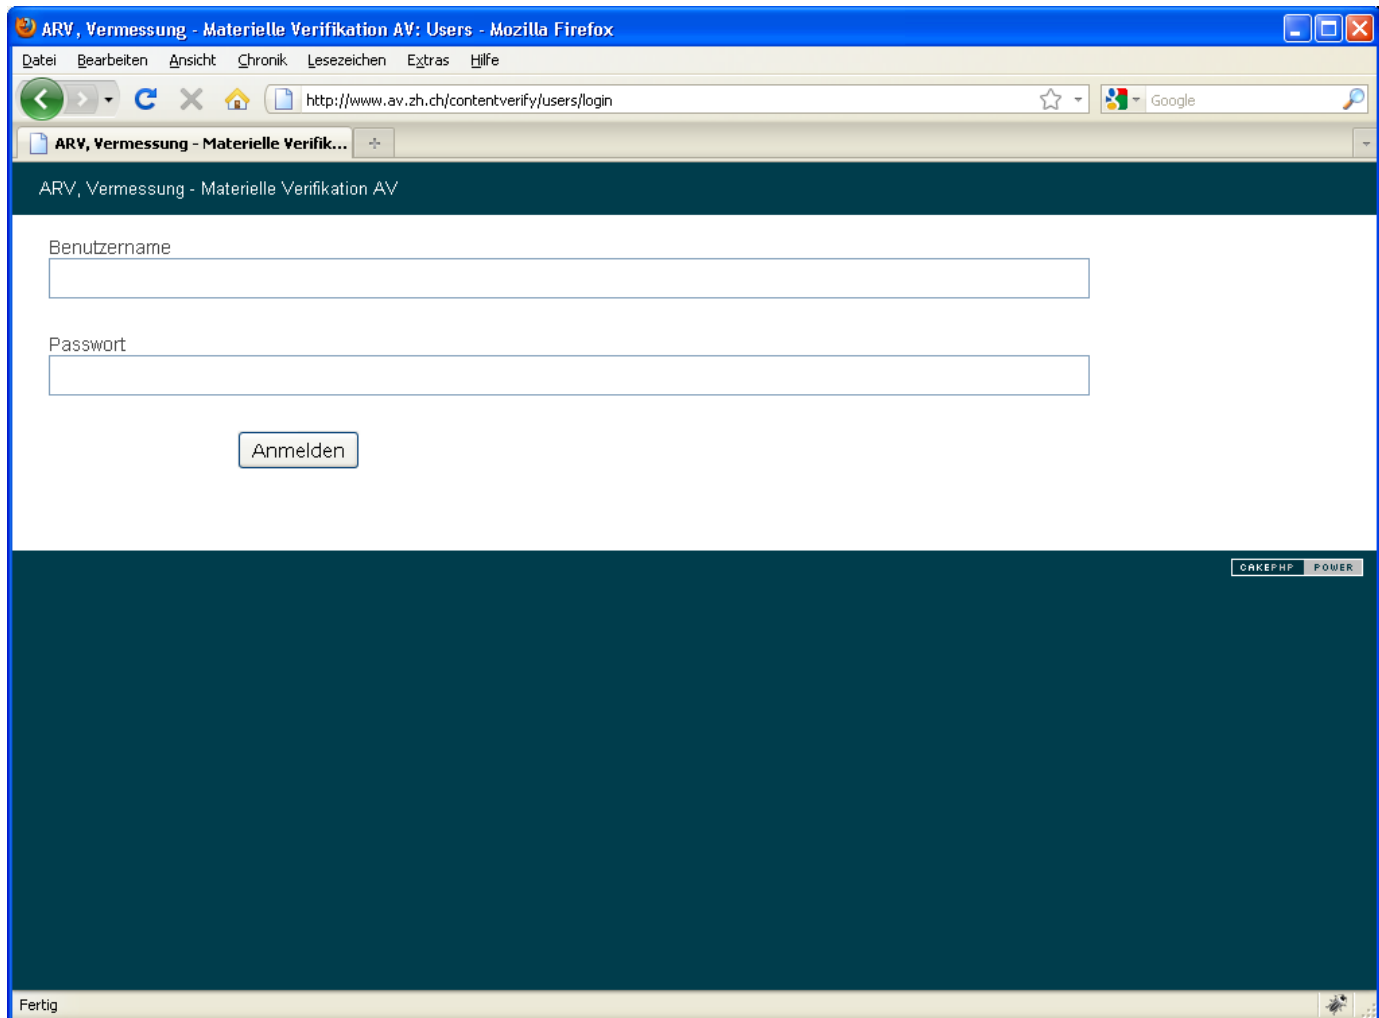 ARV, Vermessung - Materielle Verifikation AV: Users - Mozilla Firefox
Datei Bearbeiten Ansicht Chronik Lesezeichen Extras Hilfe
http://www.av.zh.ch/contentverify/users/login Google
ARV, Vermessung - Materielle Verifik...
ARV, Vermessung - Materielle Verifikation AV
Benutzername
Passwort
Anmelden
CAKEPHP POWER
Fertig